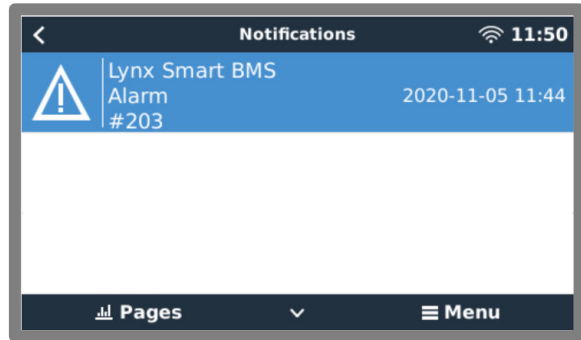 Notifications
11:50
Lynx Smart BMS
Alarm
2020-11-05 11:44
#203
Pages
Menu